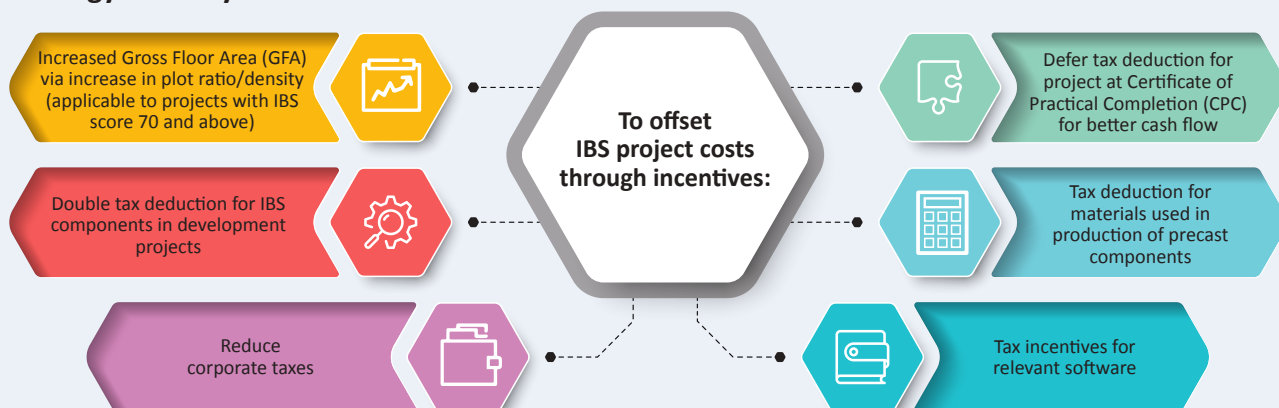 To offset
IBS project costs
through incentives:
Increased Gross Floor Area (GFA)
via increase in plot ratio/density
(applicable to projects with IBS
score 70 and above)
Double tax deduction for IBS
components in development
projects
Reduce
corporate taxes
Defer tax deduction for
project at Certificate of
Practical Completion (CPC)
for better cash flow
Tax deduction for
materials used in
production of precast
components
Tax incentives for
relevant software